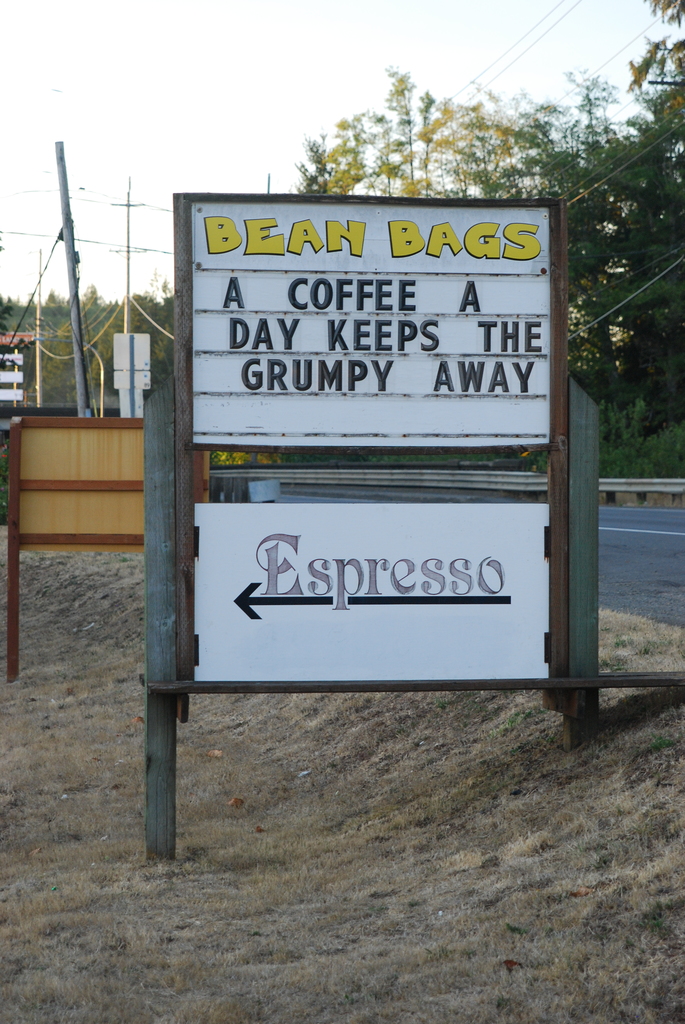 BEAN BAGS
A COFFEE A
DAY KEEPS THE
GRUMPY AWAY
Espresso